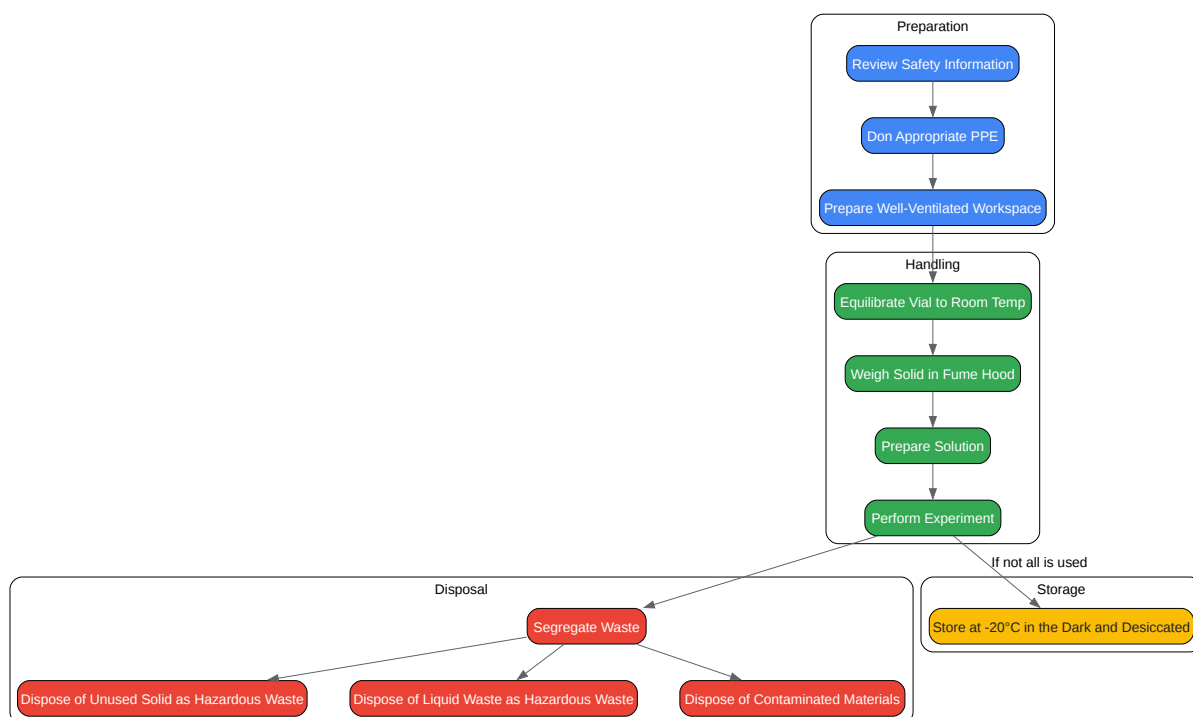 Preparation
Review Safety Information
Don Appropriate PPE
Prepare Well-Ventilated Workspace
Handling
Equilibrate Vial to Room Temp
Weigh Solid in Fume Hood
Prepare Solution
Perform Experiment
If not all is used
Disposal
Storage
Segregate Waste
Store at -20°C in the Dark and Desiccated
Dispose of Unused Solid as Hazardous Waste
Dispose of Liquid Waste as Hazardous Waste
Dispose of Contaminated Materials